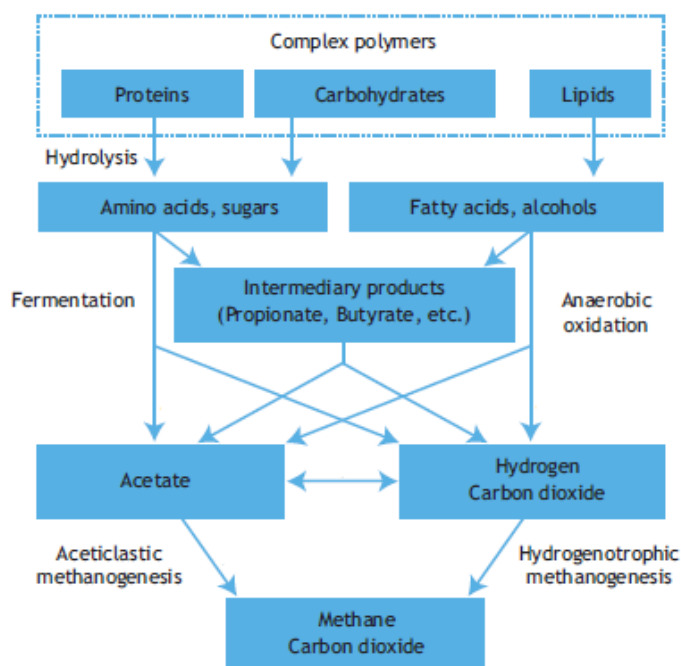 Complex polymers
Proteins
Carbohydrates
Lipids
Hydrolysis
Amino acids, sugars
Fatty acids, alcohols
Fermentation
Intermediary products
(Propionate, Butyrate, etc.)
Anaerobic
oxidation
Acetate
Hydrogen
Carbon dioxide
Aceticlastic
methanogenesis
Hydrogenotrophic
methanogenesis
Methane
Carbon dioxide